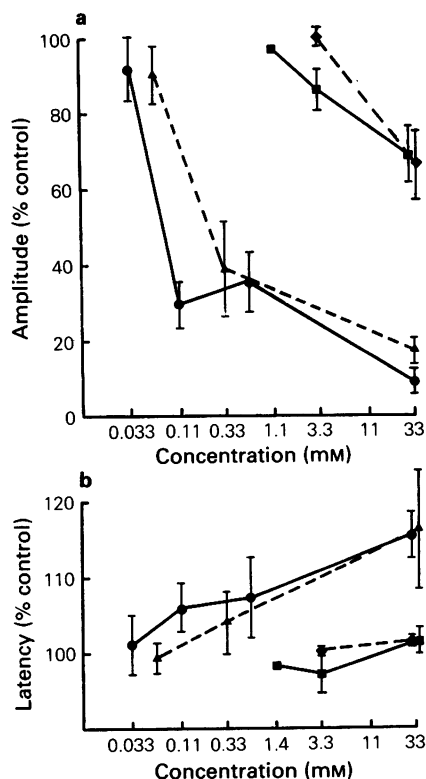 a
100
80
60
40
20
0
Amplitude (% control)
0.033 0.11 0.33 1.1 3.3 11 33
Concentration (mM)
b
120
110
100
Latency (% control)
0.033 0.11 0.33 1.4 3.3 11 33
Concentration (mM)